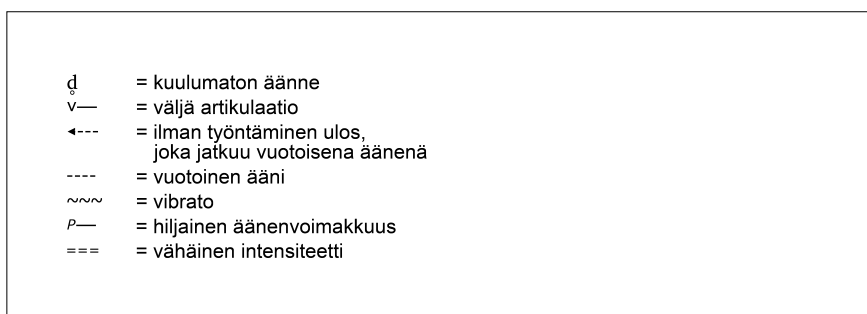 d̥ = kuulumaton äänne
v— = väljä artikulaatio
◄--- = ilman työntäminen ulos,
joka jatkuu vuotoisena äänenä
---- = vuotoinen ääni
~~~ = vibrato
P— = hiljainen äänenvoimakkuus
=== = vähäinen intensiteetti